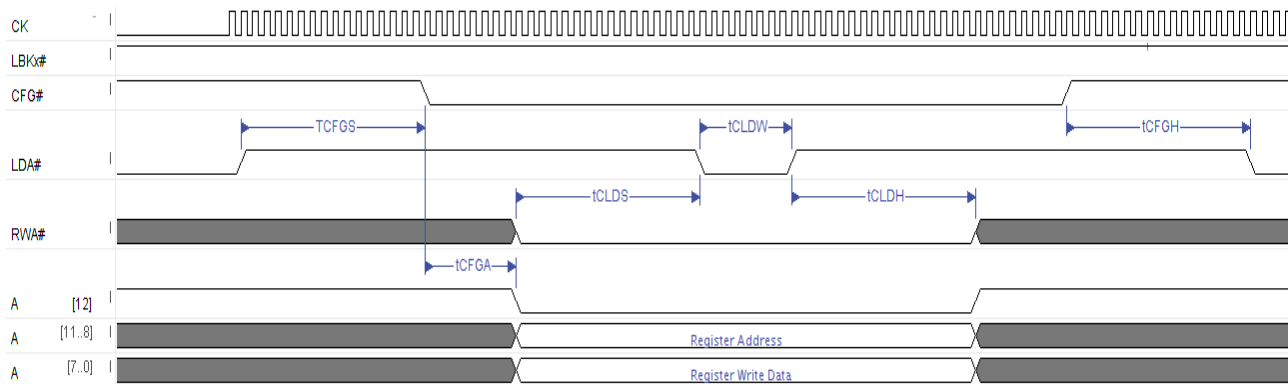 CK
LBKx#
CFG#
TCFGS tCLDW tCFGH
LDA#
tCLDS tCLDH
RWA#
tCFGA
A [12]
A [11..8] Register Address
A [7..0] Register Write Data